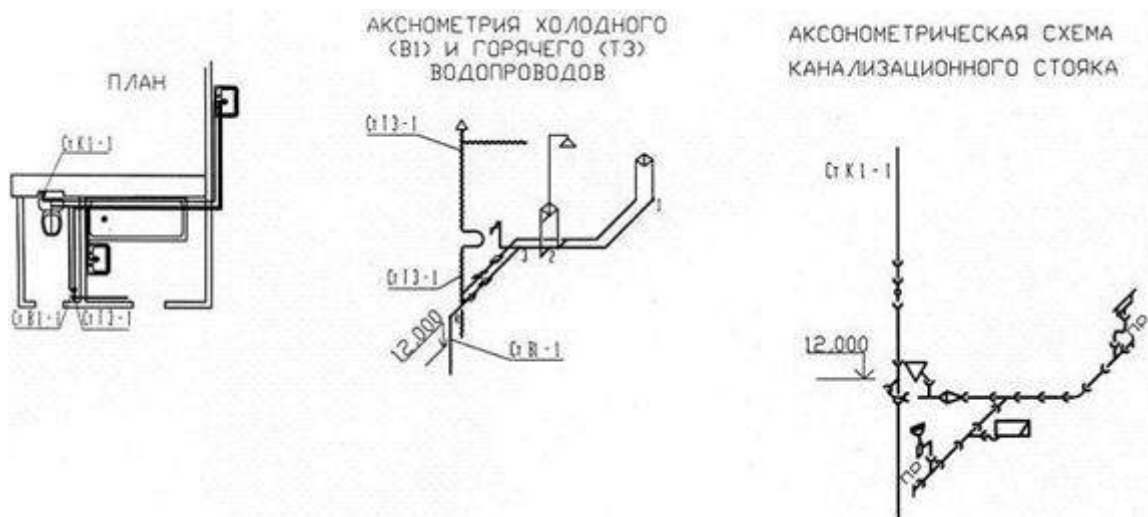 ПЛАН
Ст К1-1
Ст В1-1
Ст Т3-1
АКСНОМЕТРИЯ ХОЛОДНОГО
(В1) И ГОРЯЧЕГО (Т3)
ВОДОПРОВОДОВ
Ст Т3-1
1
3 2
Ст Т3-1
12.000
Ст В1-1
АКСОНОМЕТРИЧЕСКАЯ СХЕМА
КАНАЛИЗАЦИОННОГО СТОЯКА
Ст К1-1
ПО
12.000
ПО